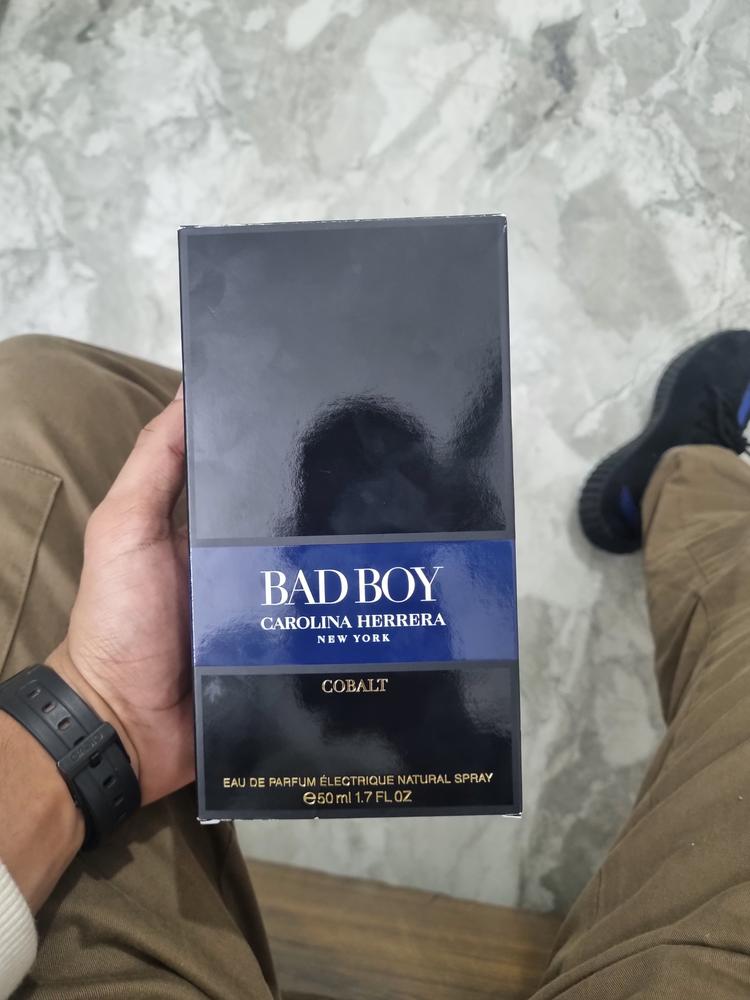 BAD BOY
CAROLINA HERRERA
NEW YORK
COBALT
EAU DE PARFUM ÉLECTRIQUE NATURAL SPRAY
℮50 ml 1.7 FL OZ